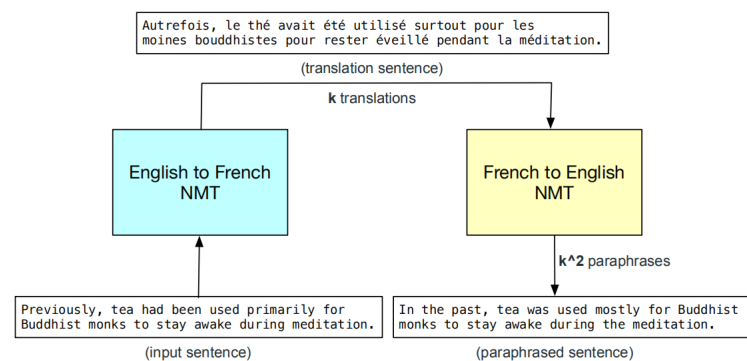 Autrefois, le thé avait été utilisé surtout pour les
moines bouddhistes pour rester éveillé pendant la méditation.
(translation sentence)
k translations
English to French
NMT
French to English
NMT
k^2 paraphrases
Previously, tea had been used primarily for
Buddhist monks to stay awake during meditation.
(input sentence)
In the past, tea was used mostly for Buddhist
monks to stay awake during the meditation.
(paraphrased sentence)